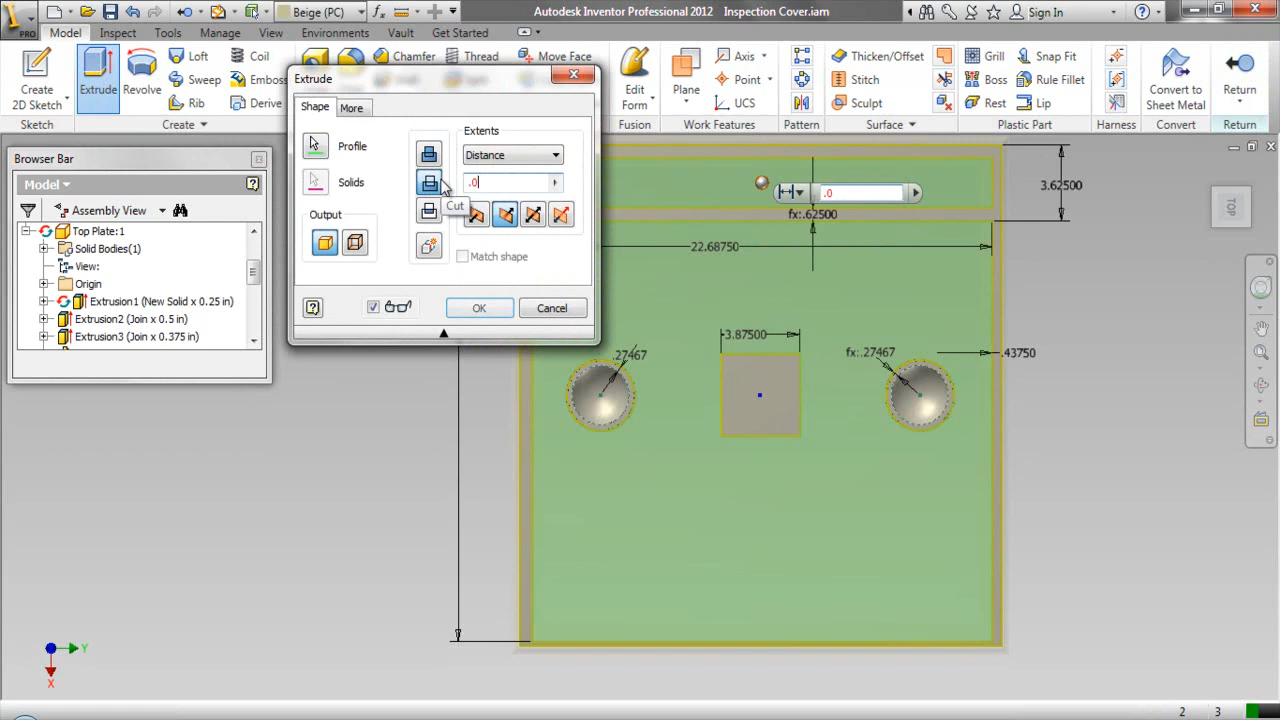 PRO
Beige (PC)
Autodesk Inventor Professional 2012 Inspection Cover.iam
Sign In
Model Inspect Tools Manage View Environments Vault Get Started
Create
2D Sketch
Extrude
Revolve
Loft
Sweep
Rib
Coil
Emboss
Derive
Chamfer
Thread
Move Face
Edit
Form
Plane
Axis
Point
UCS
Thicken/Offset
Stitch
Sculpt
Grill
Boss
Rest
Snap Fit
Rule Fillet
Lip
Convert to
Sheet Metal
Return
Sketch
Create
Fusion
Work Features
Pattern
Surface
Plastic Part
Harness
Sheet Metal
Return
Browser Bar
Model
Assembly View
Top Plate:1
Solid Bodies(1)
View:
Origin
Extrusion1 (New Solid x 0.25 in)
Extrusion2 (Join x 0.5 in)
Extrusion3 (Join x 0.375 in)
Extrude
Shape
More
Profile
Solids
Output
Extents
Distance
.0
Cut
Match shape
OK
Cancel
.0
fx:.62500
3.62500
22.68750
3.87500
.27467
fx:.27467
.43750
TOP
Y
X
2 3